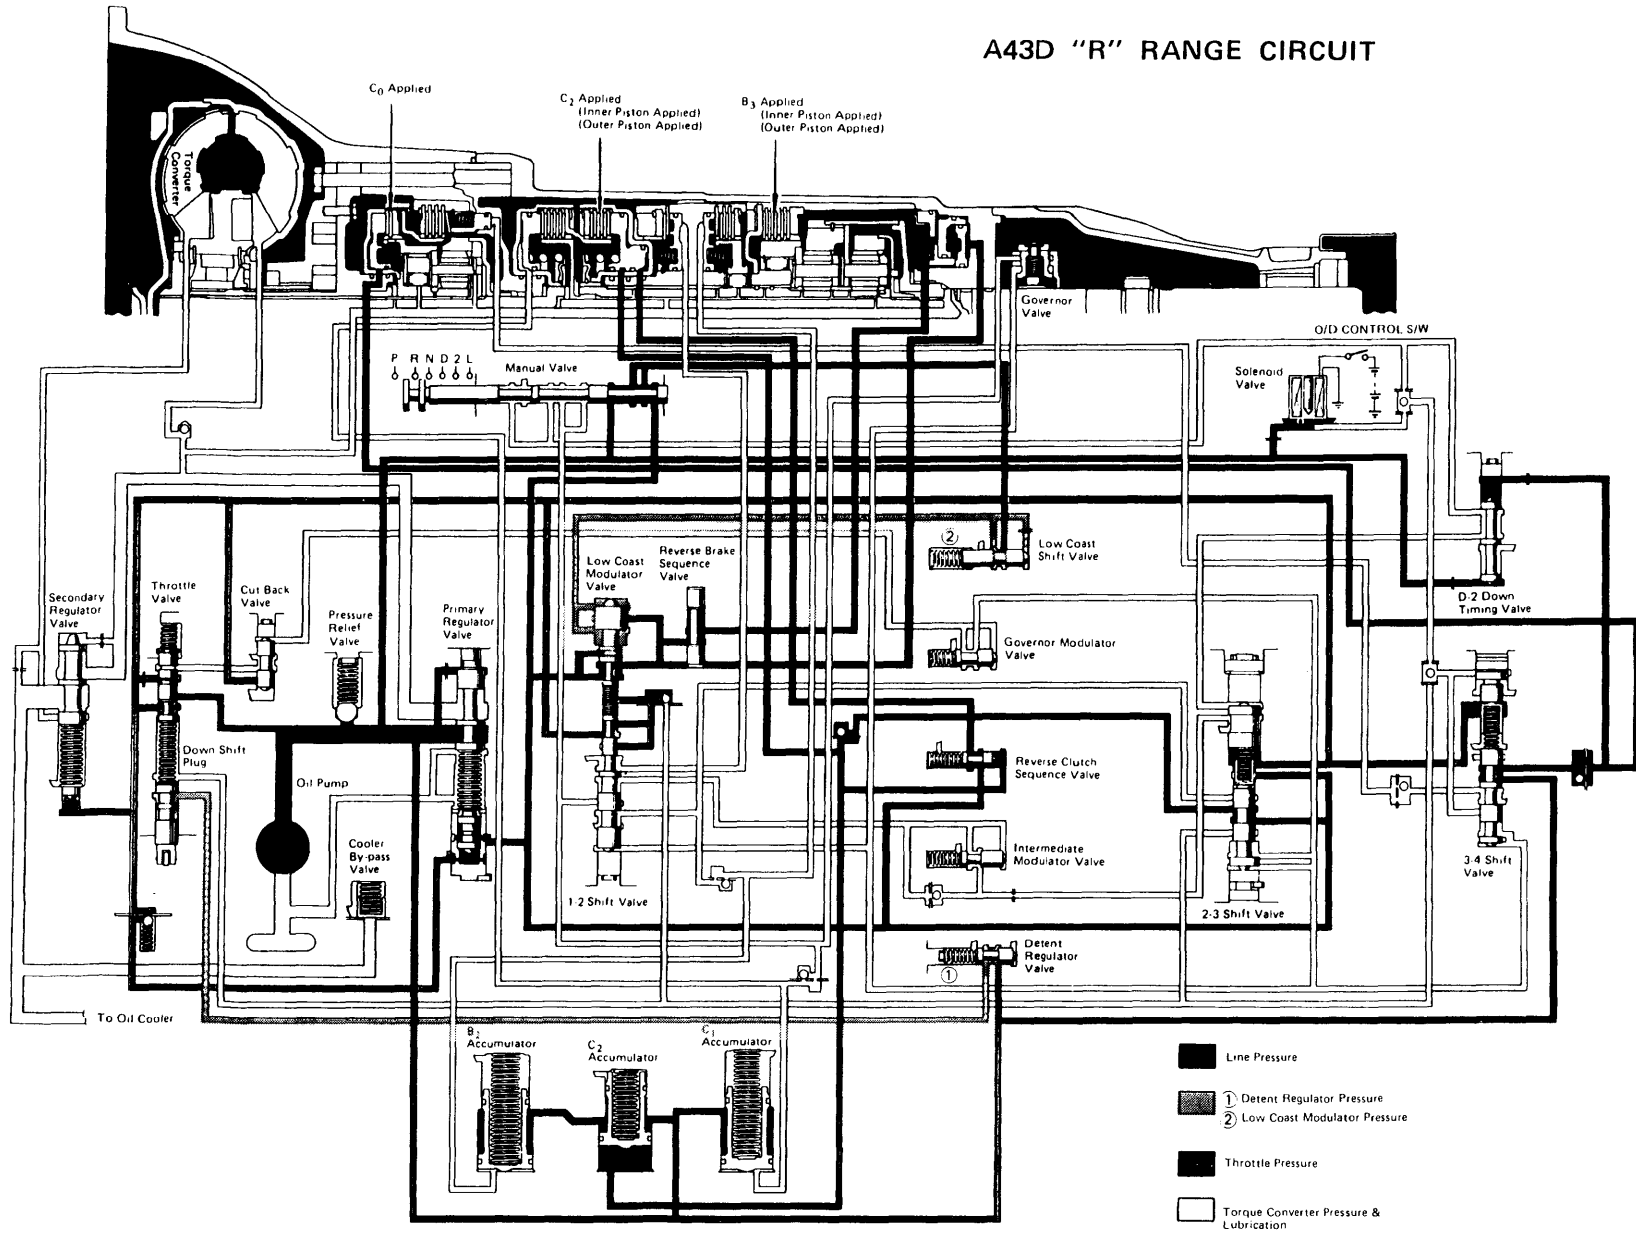 A43D "R" RANGE CIRCUIT
C0 Applied
C2 Applied
(Inner Piston Applied)
(Outer Piston Applied)
B3 Applied
(Inner Piston Applied)
(Outer Piston Applied)
Torque
Converter
Governor
Valve
O/D CONTROL S/W
P R N D 2 L
Manual Valve
Solenoid
Valve
Low Coast
Shift Valve
2
Reverse Brake
Sequence
Valve
Low Coast
Modulator
Valve
Throttle
Valve
Cut Back
Valve
Secondary
Regulator
Valve
Pressure
Relief
Valve
Primary
Regulator
Valve
D-2 Down
Timing Valve
Governor Modulator
Valve
Down Shift
Plug
Oil Pump
Reverse Clutch
Sequence Valve
Cooler
By-pass
Valve
Intermediate
Modulator Valve
3-4 Shift
Valve
1-2 Shift Valve
2-3 Shift Valve
Detent
Regulator
Valve
1
To Oil Cooler
B2
Accumulator
C2
Accumulator
C1
Accumulator
Line Pressure
1 Detent Regulator Pressure
2 Low Coast Modulator Pressure
Throttle Pressure
Torque Converter Pressure &
Lubrication